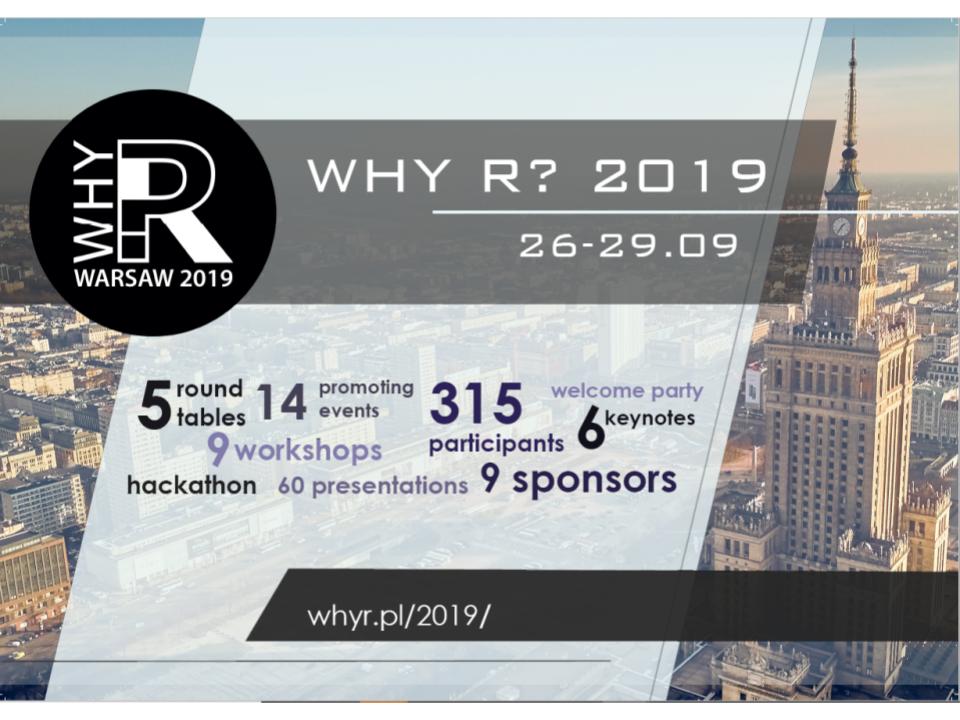 WHY R
WARSAW 2019
WHY R? 2019
26-29.09
5 round tables
14 promoting events
315 participants
welcome party
6 keynotes
9 workshops
hackathon
60 presentations
9 sponsors
whyr.pl/2019/